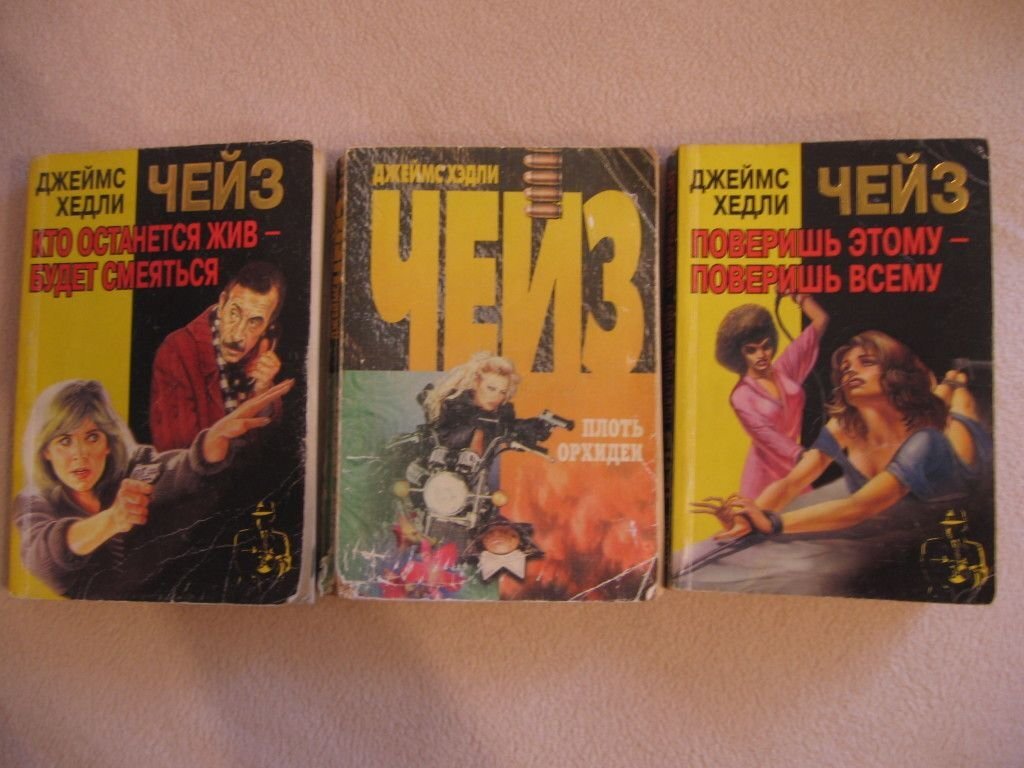 ДЖЕЙМС
ХЕДЛИ
ЧЕЙЗ
КТО ОСТАНЕТСЯ ЖИВ –
БУДЕТ СМЕЯТЬСЯ
ДЖЕЙМС ХЭДЛИ
ЧЕЙЗ
ПЛОТЬ
ОРХИДЕИ
ДЖЕЙМС
ХЕДЛИ
ЧЕЙЗ
ПОВЕРИШЬ ЭТОМУ –
ПОВЕРИШЬ ВСЕМУ